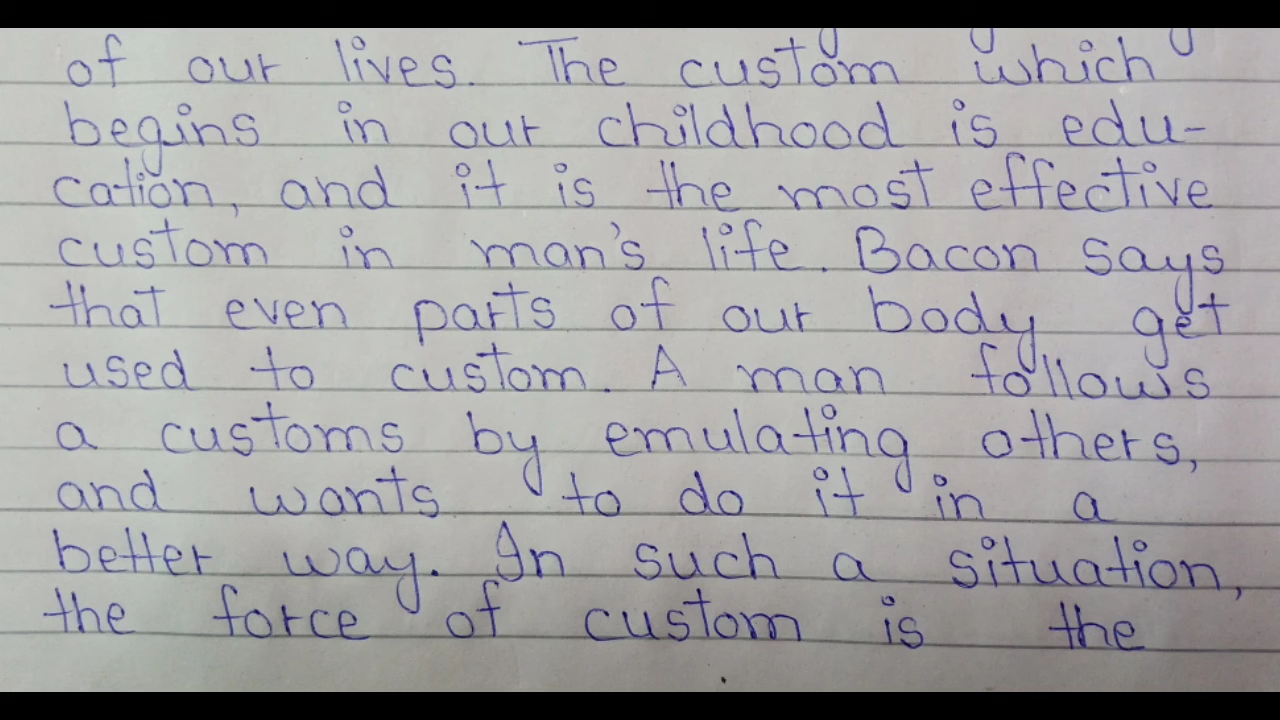 of our lives. The custom which
begins in our childhood is edu-
cation, and it is the most effective
custom in man's life. Bacon says
that even parts of our body get
used to custom. A man follows
a customs by emulating others,
and wants to do it in a
better way. In such a situation,
the force of custom is the